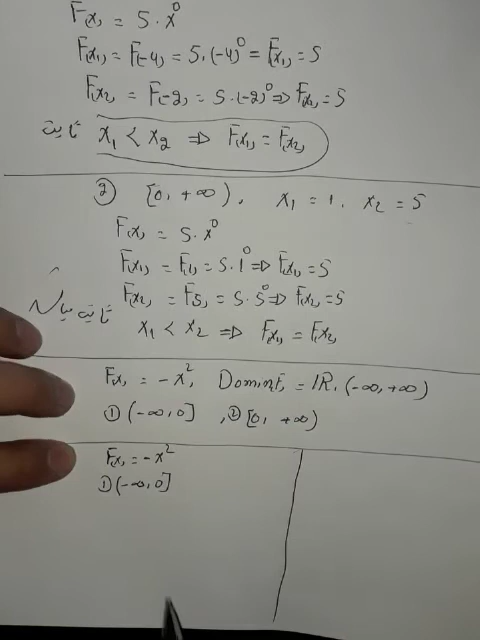 F(x) = 5 . x⁰
F(x₁) = F(-4) = 5 . (-4)⁰ = F(x₁) = 5
F(x₂) = F(-2) = 5 . (-2)⁰ ⇒ F(x₂) = 5
ثابت x₁ < x₂ ⇒ F(x₁) = F(x₂)
② [0, +∞), x₁ = 1, x₂ = 5
F(x) = 5 . x⁰
F(x₁) = F(1) = 5 . 1⁰ ⇒ F(x₁) = 5
F(x₂) = F(5) = 5 . 5⁰ ⇒ F(x₂) = 5
ثابت
x₁ < x₂ ⇒ F(x₁) = F(x₂)
F(x) = -x², Domint = IR, (-∞, +∞)
① (-∞, 0] , ② [0, +∞)
F(x) = -x²
① (-∞, 0]